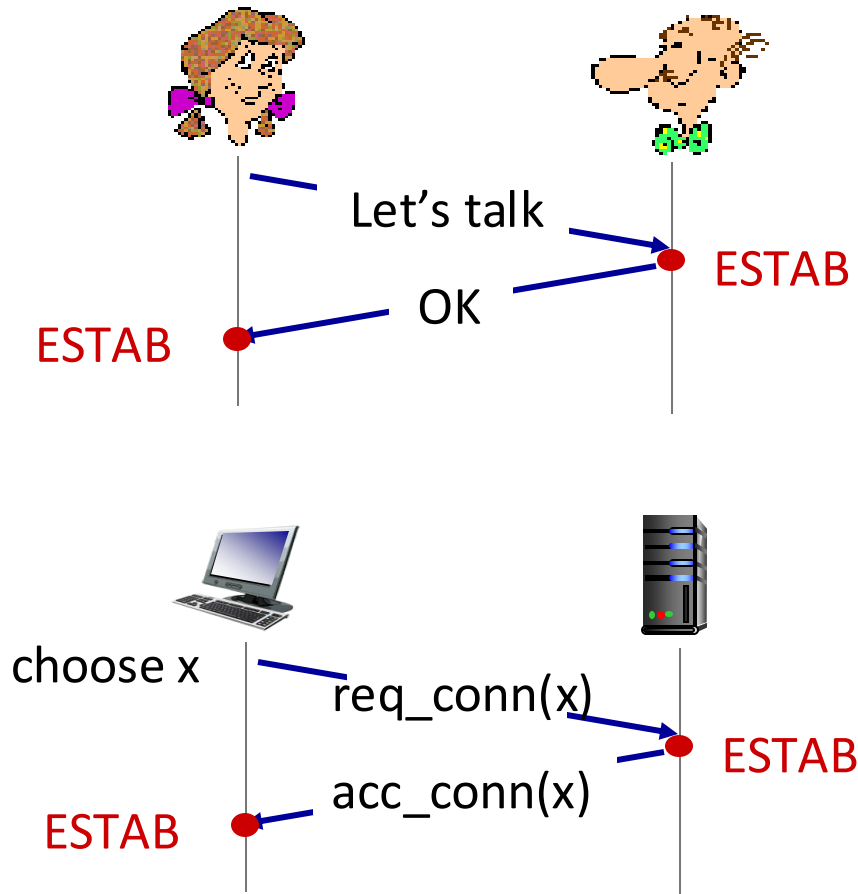 Let’s talk
ESTAB
OK
ESTAB
choose x
req_conn(x)
ESTAB
acc_conn(x)
ESTAB